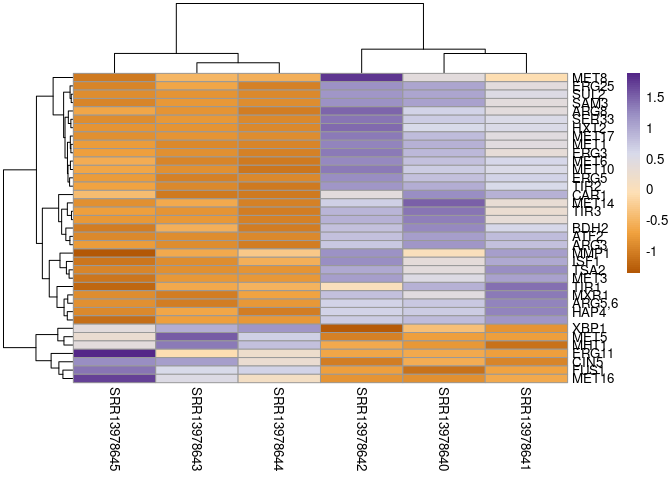 MET8
ERG25
SUL2
SAM3
ARG8
SER33
HXT2
MET17
MET1
ERG3
MET6
MET10
ERG5
TIR2
CAR1
MET14
TIR3
BDH2
ATF2
ARG3
MMP1
ISF1
TSA2
MET3
TIR1
MXR1
ARG5,6
HAP4
XBP1
MET5
MHT1
ERG11
CIN5
FUS1
MET16
1.5
1
0.5
0
-0.5
-1
SRR13978645
SRR13978643
SRR13978644
SRR13978642
SRR13978640
SRR13978641